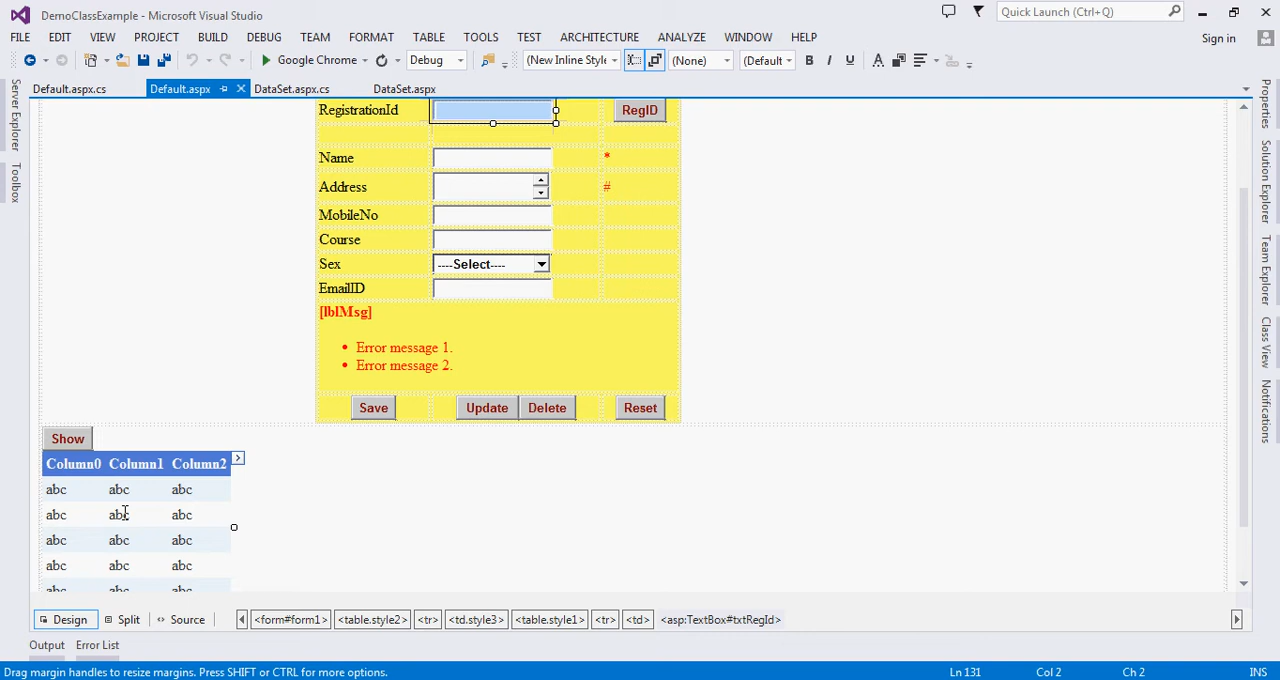 DemoClassExample - Microsoft Visual Studio
Quick Launch (Ctrl+Q)
FILE EDIT VIEW PROJECT BUILD DEBUG TEAM FORMAT TABLE TOOLS TEST ARCHITECTURE ANALYZE WINDOW HELP
Sign in
Google Chrome Debug (New Inline Style (None) (Default B I U A
Default.aspx.cs Default.aspx DataSet.aspx.cs DataSet.aspx
Server Explorer
Toolbox
Properties
Solution Explorer
Team Explorer
Class View
Notifications
RegistrationId RegID
Name *
Address #
MobileNo
Course
Sex ----Select----
EmailID
[lblMsg]
Error message 1.
Error message 2.
Save Update Delete Reset
Show
Column0 Column1 Column2
abc abc abc
abc abc abc
abc abc abc
abc abc abc
abc abc abc
Design Split Source <form#form1> <table.style2> <tr> <td.style3> <table.style1> <tr> <td> <asp:TextBox#txtRegId>
Output Error List
Drag margin handles to resize margins. Press SHIFT or CTRL for more options. Ln 131 Col 2 Ch 2 INS